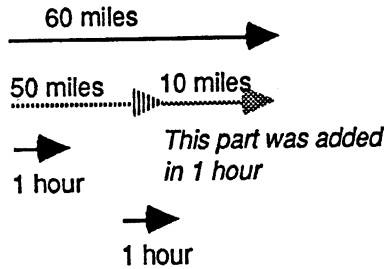 60 miles
50 miles 10 miles
This part was added
in 1 hour
1 hour
1 hour